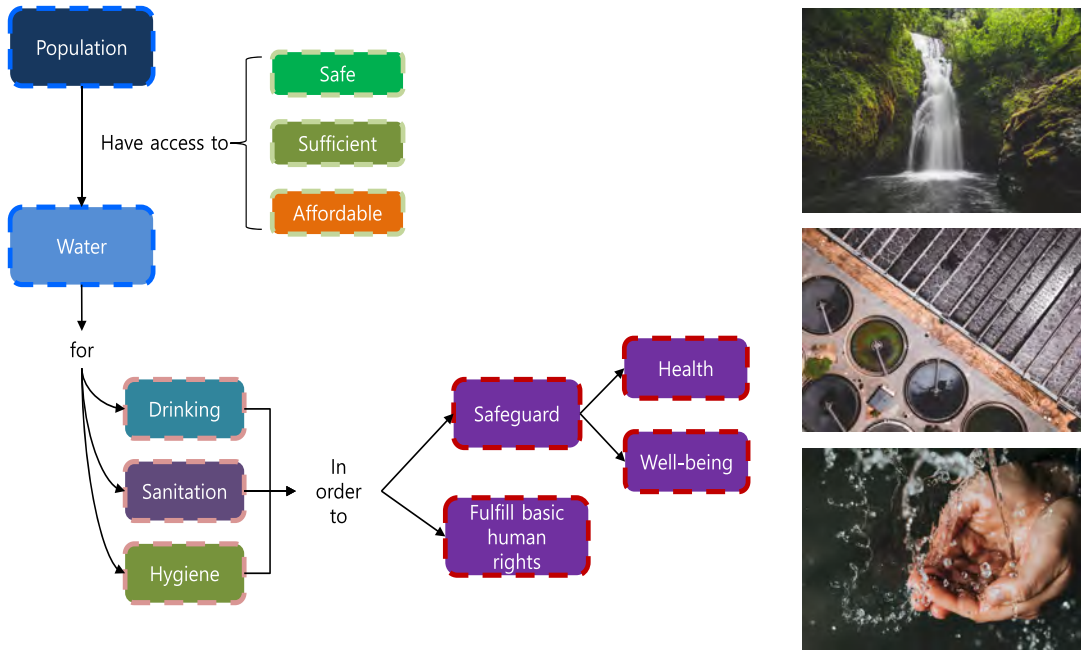 Population
Have access to
Safe
Sufficient
Affordable
Water
for
Drinking
Sanitation
Hygiene
In
order
to
Safeguard
Health
Well-being
Fulfill basic
human
rights